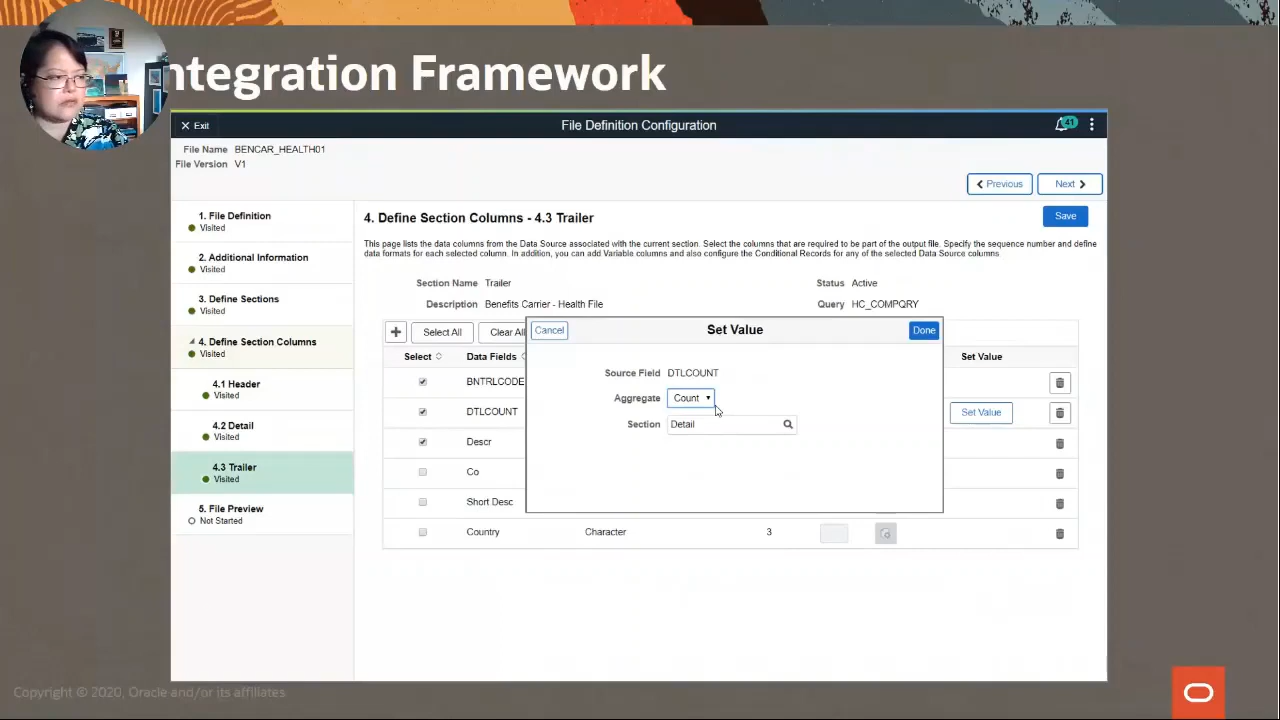 ntegration Framework
Exit
File Definition Configuration
41
File Name BENCAR_HEALTH01
File Version V1
Previous
Next
1. File Definition
Visited
2. Additional Information
Visited
3. Define Sections
Visited
4. Define Section Columns
Visited
4.1 Header
Visited
4.2 Detail
Visited
4.3 Trailer
Visited
5. File Preview
Not Started
4. Define Section Columns - 4.3 Trailer
Save
This page lists the data columns from the Data Source associated with the current section. Select the columns that are required to be part of the output file. Specify the sequence number and define
data formats for each selected column. In addition, you can add Variable columns and also configure the Conditional Records for any of the selected Data Source columns
Section Name Trailer
Status Active
Description Benefits Carrier - Health File
Query HC_COMPQRY
Select All
Clear All
Select
Data Fields
Set Value
BNTRLCODE
DTLCOUNT
Set Value
Descr
Co
Short Desc
Country Character 3
Cancel
Set Value
Done
Source Field DTLCOUNT
Aggregate Count
Section Detail
Copyright © 2020, Oracle and/or its affiliates